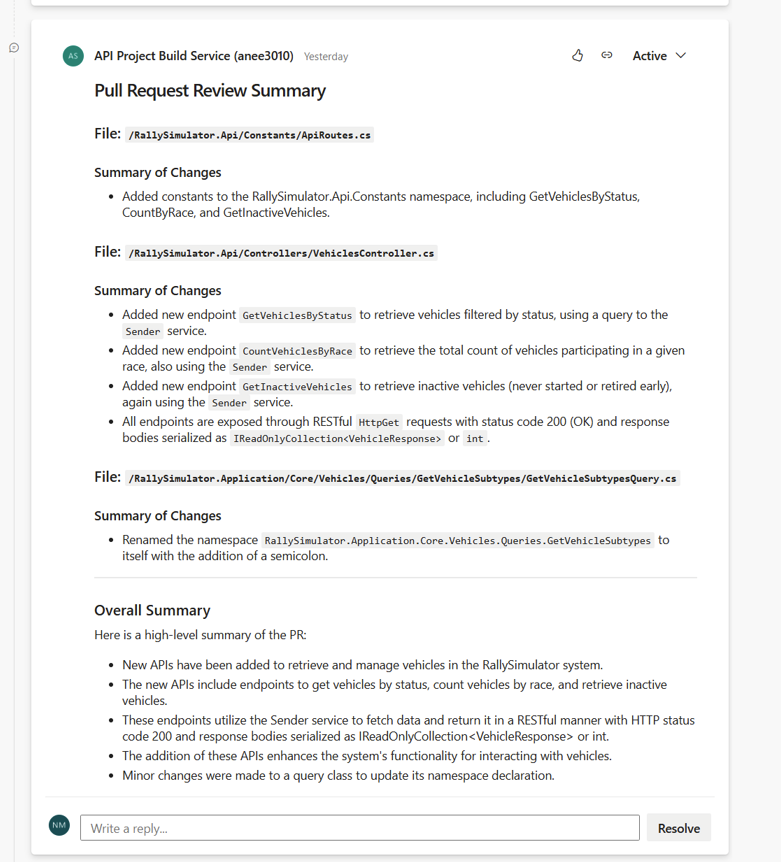 AS API Project Build Service (anee3010) Yesterday Active
Pull Request Review Summary
File: /RallySimulator.Api/Constants/ApiRoutes.cs
Summary of Changes
• Added constants to the RallySimulator.Api.Constants namespace, including GetVehiclesByStatus,
CountByRace, and GetInactiveVehicles.
File: /RallySimulator.Api/Controllers/VehiclesController.cs
Summary of Changes
• Added new endpoint GetVehiclesByStatus to retrieve vehicles filtered by status, using a query to the
Sender service.
• Added new endpoint CountVehiclesByRace to retrieve the total count of vehicles participating in a given
race, also using the Sender service.
• Added new endpoint GetInactiveVehicles to retrieve inactive vehicles (never started or retired early),
again using the Sender service.
• All endpoints are exposed through RESTful HttpGet requests with status code 200 (OK) and response
bodies serialized as IReadOnlyCollection<VehicleResponse> or int.
File: /RallySimulator.Application/Core/Vehicles/Queries/GetVehicleSubtypes/GetVehicleSubtypesQuery.cs
Summary of Changes
• Renamed the namespace RallySimulator.Application.Core.Vehicles.Queries.GetVehicleSubtypes to
itself with the addition of a semicolon.
Overall Summary
Here is a high-level summary of the PR:
• New APIs have been added to retrieve and manage vehicles in the RallySimulator system.
• The new APIs include endpoints to get vehicles by status, count vehicles by race, and retrieve inactive
vehicles.
• These endpoints utilize the Sender service to fetch data and return it in a RESTful manner with HTTP status
code 200 and response bodies serialized as IReadOnlyCollection<VehicleResponse> or int.
• The addition of these APIs enhances the system's functionality for interacting with vehicles.
• Minor changes were made to a query class to update its namespace declaration.
NM Write a reply... Resolve